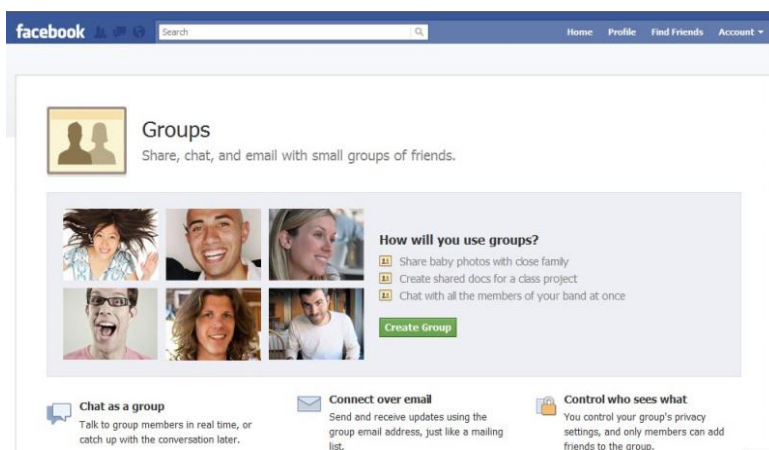 facebook
Search
Home Profile Find Friends Account
Groups
Share, chat, and email with small groups of friends.
How will you use groups?
Share baby photos with close family
Create shared docs for a class project
Chat with all the members of your band at once
Create Group
Chat as a group
Talk to group members in real time, or
catch up with the conversation later.
Connect over email
Send and receive updates using the
group email address, just like a mailing
list.
Control who sees what
You control your group's privacy
settings, and only members can add
friends to the group.